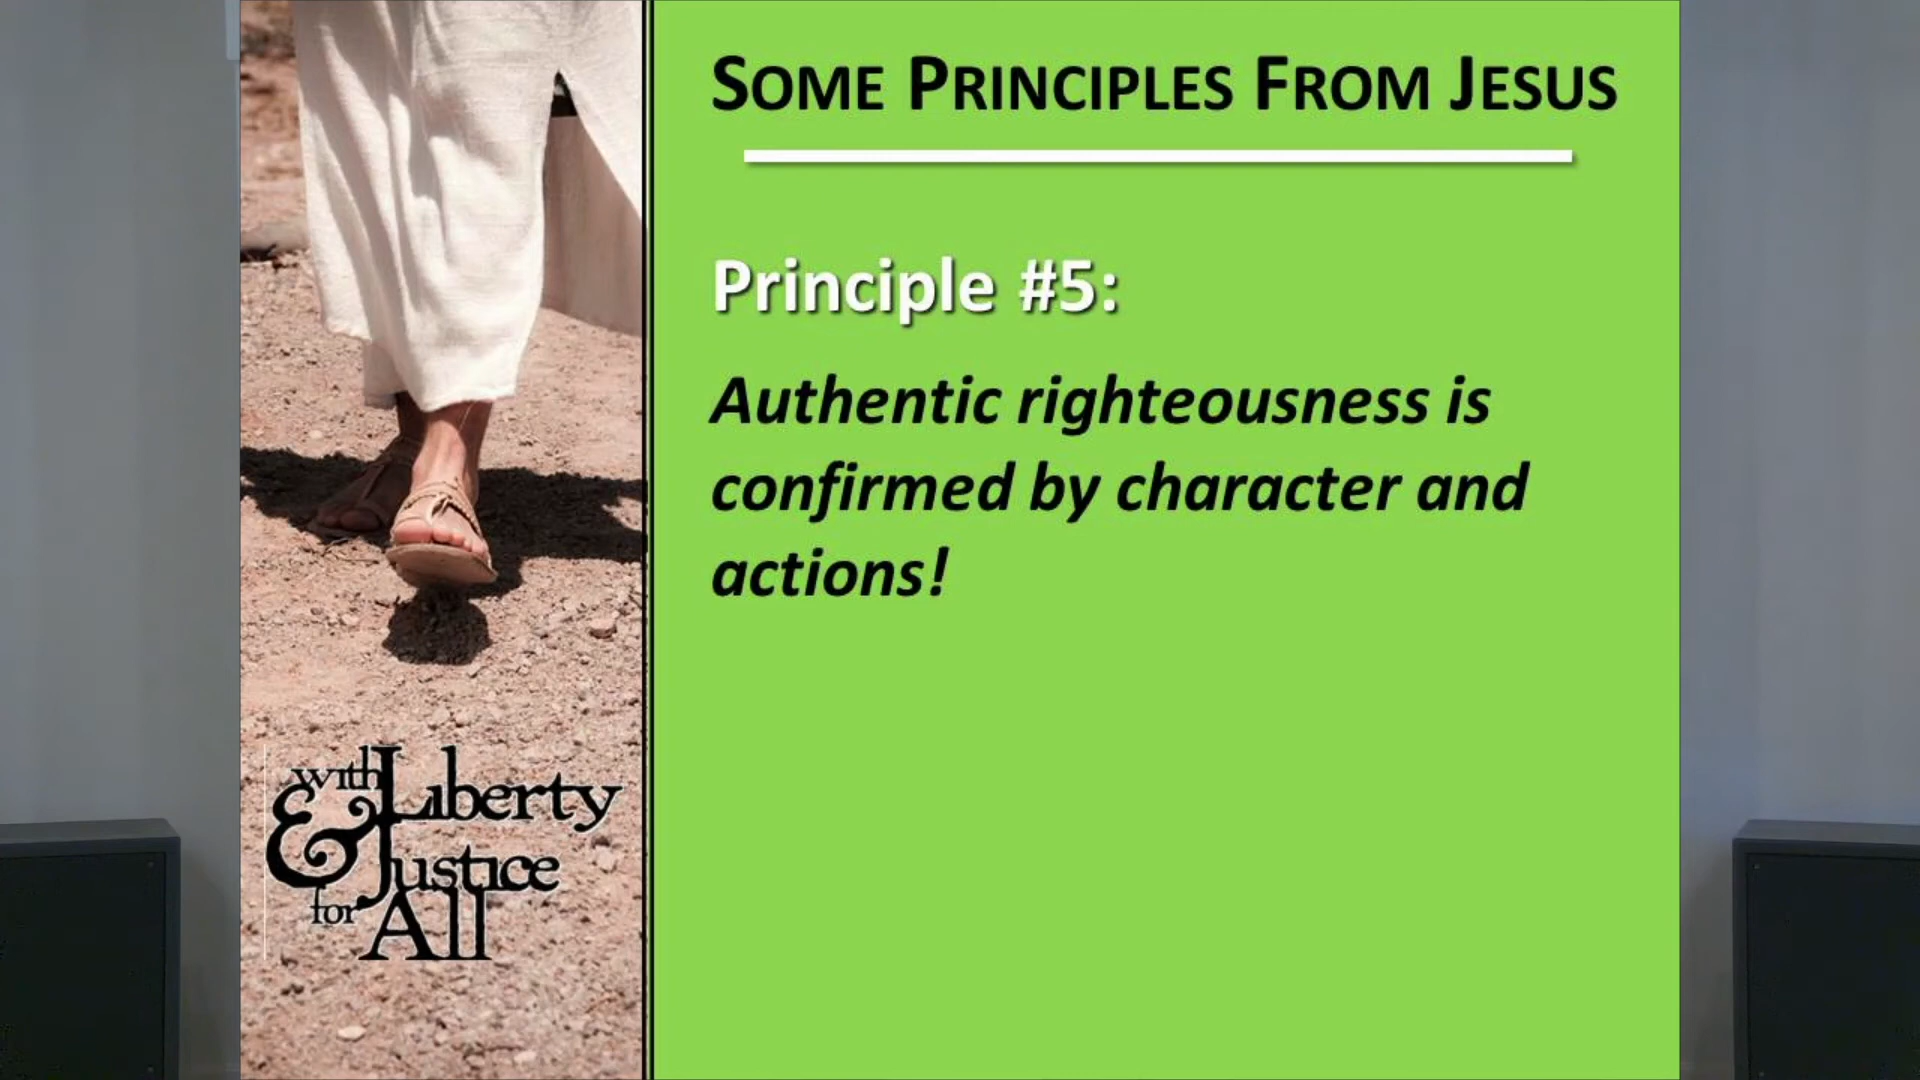 SOME PRINCIPLES FROM JESUS
Principle #5:
Authentic righteousness is
confirmed by character and
actions!
with Liberty
& Justice
for All